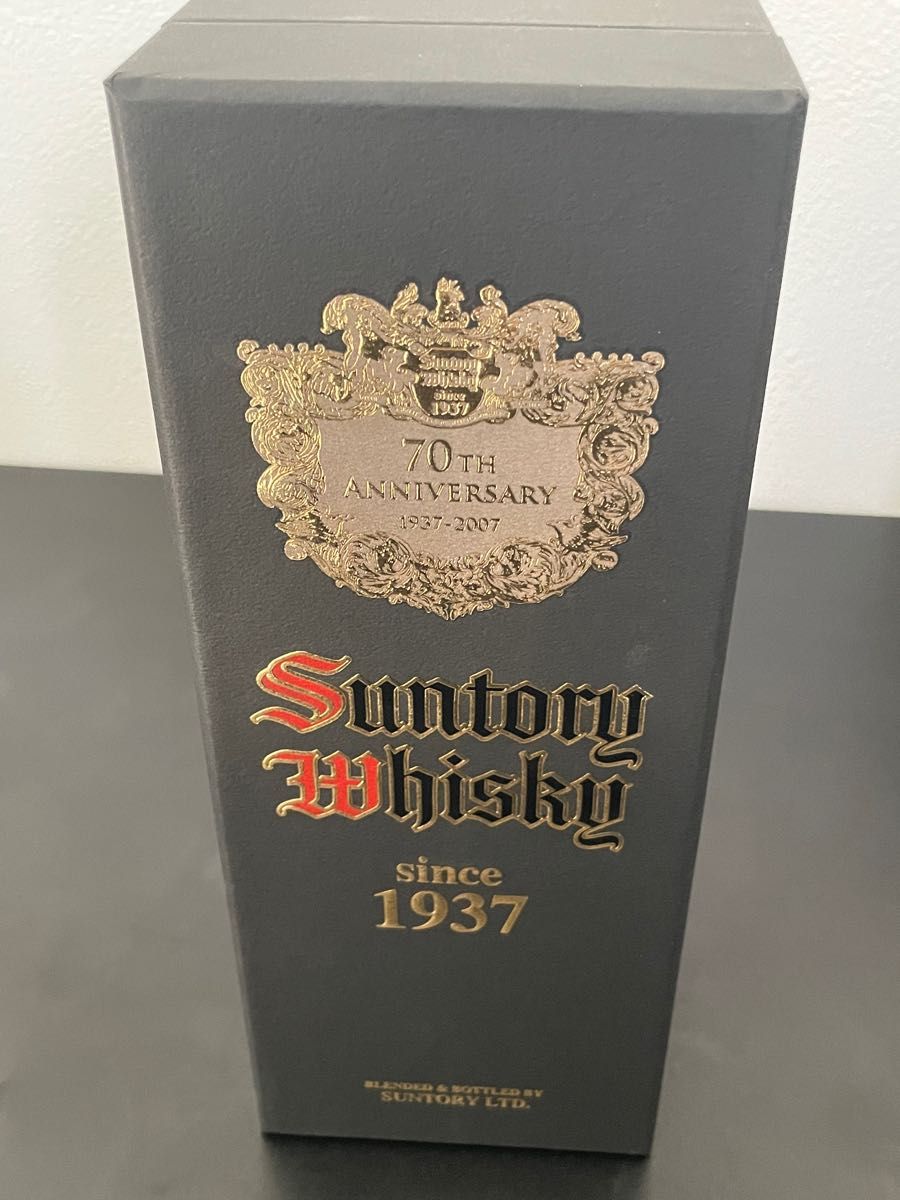 Suntory
Whisky
since
1937
70TH
ANNIVERSARY
1937-2007
Suntory
Whisky
since
1937
BLENDED & BOTTLED BY
SUNTORY LTD.